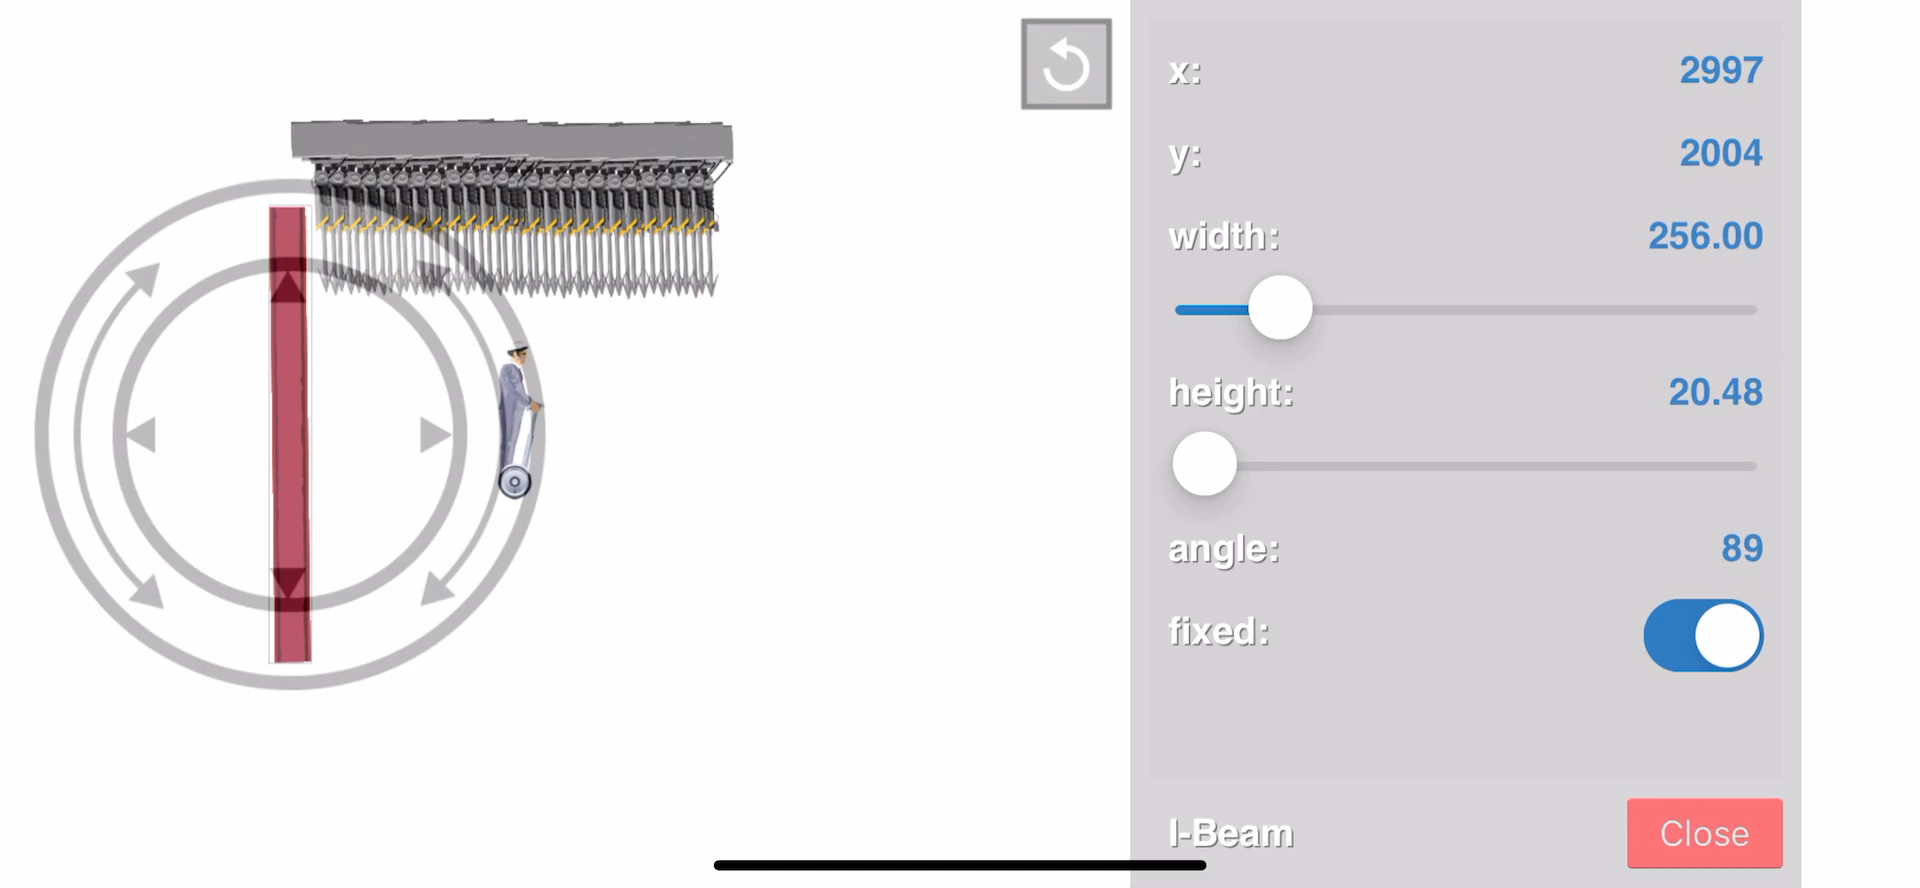 x: 2997
y: 2004
width: 256.00
height: 20.48
angle: 89
fixed:
I-Beam Close